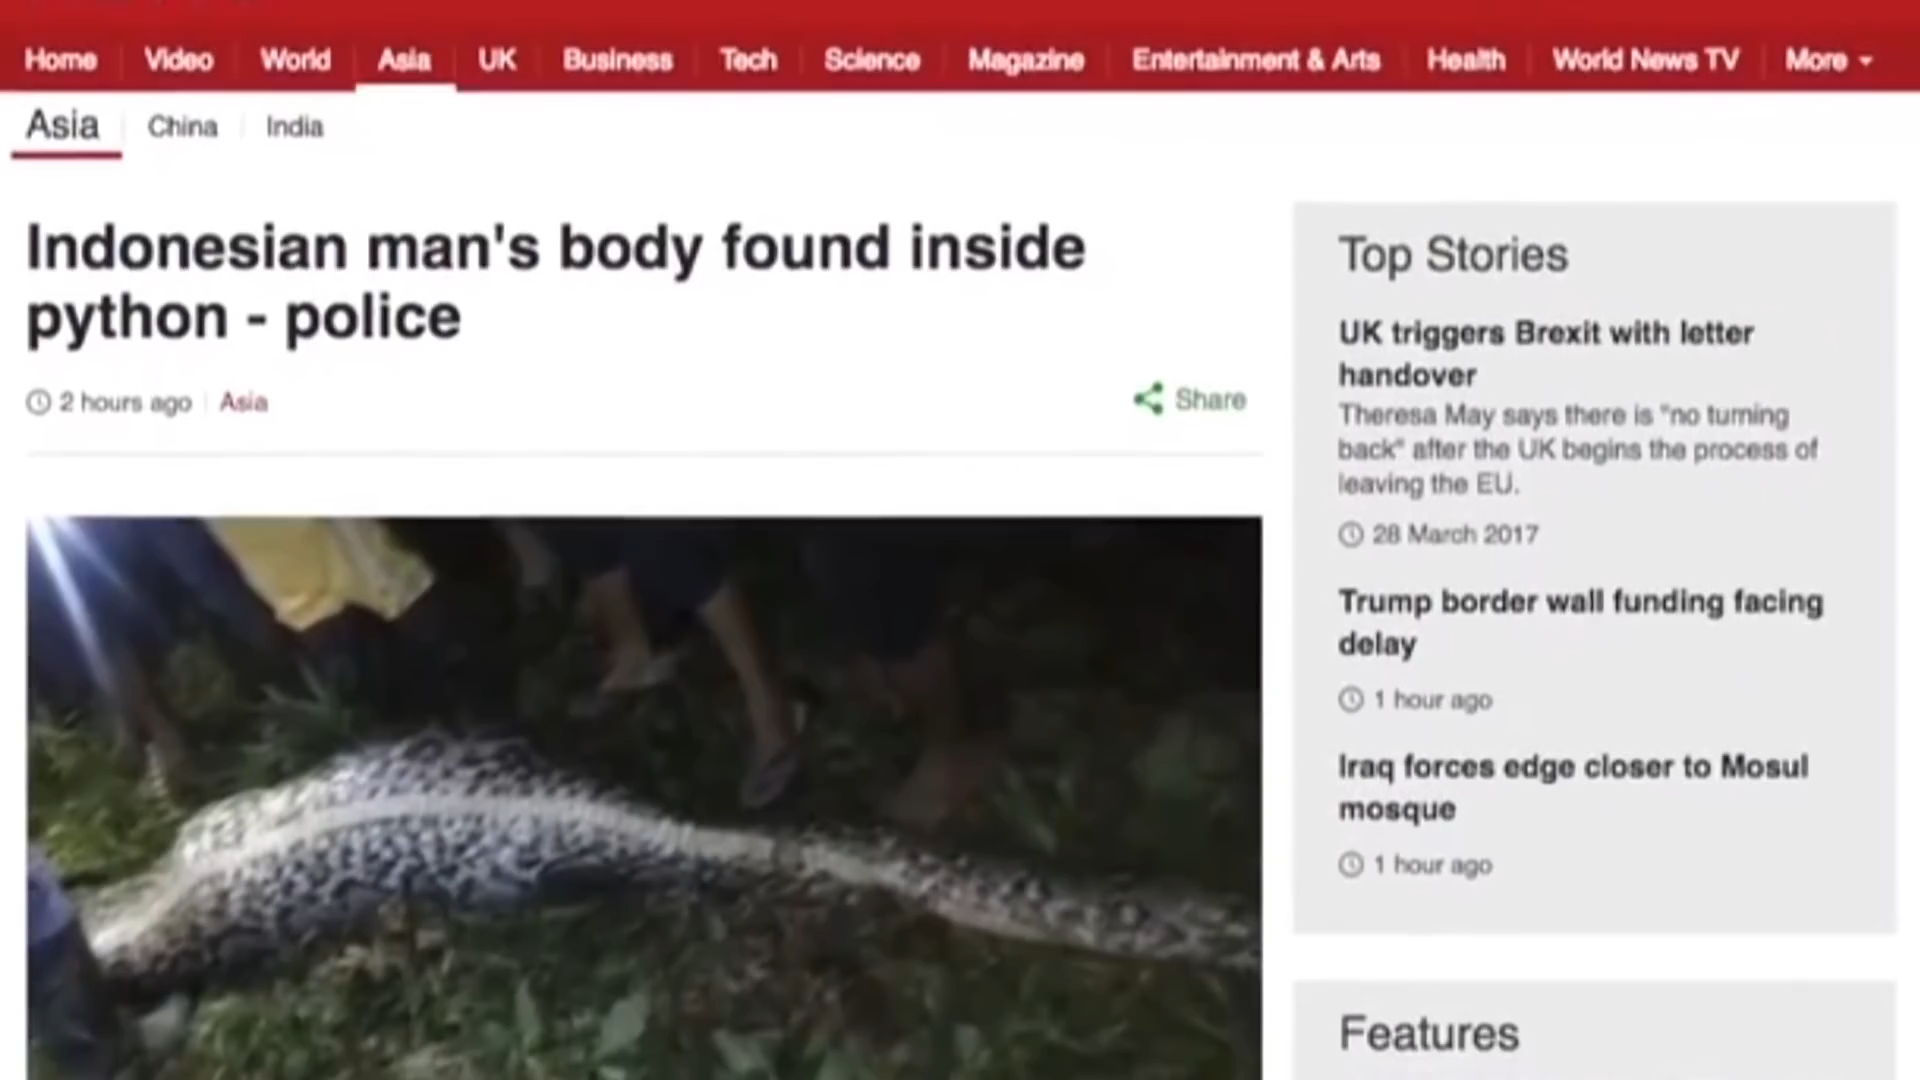 Home Video World Asia UK Business Tech Science Magazine Entertainment & Arts Health World News TV More
Asia China India
Indonesian man's body found inside
python - police
2 hours ago Asia
Share
Top Stories
UK triggers Brexit with letter
handover
Theresa May says there is "no turning
back" after the UK begins the process of
leaving the EU.
28 March 2017
Trump border wall funding facing
delay
1 hour ago
Iraq forces edge closer to Mosul
mosque
1 hour ago
Features